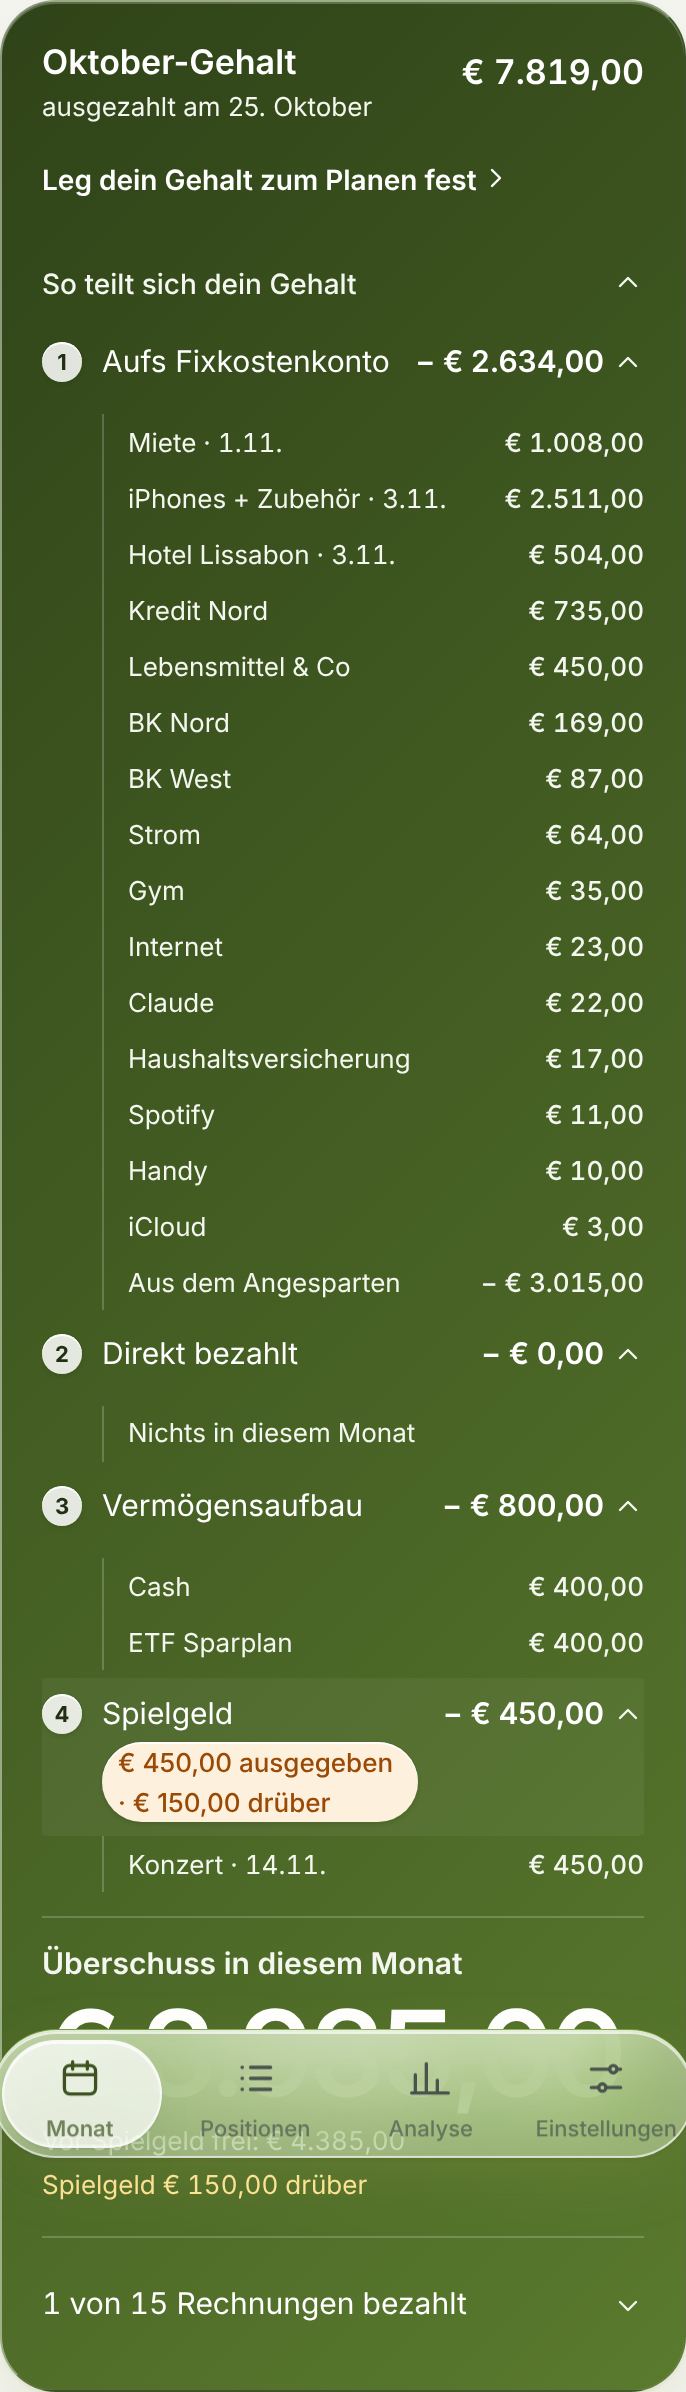 Oktober-Gehalt
€ 7.819,00
ausgezahlt am 25. Oktober
Leg dein Gehalt zum Planen fest
So teilt sich dein Gehalt
1 Aufs Fixkostenkonto – € 2.634,00
Miete · 1.11. € 1.008,00
iPhones + Zubehör · 3.11. € 2.511,00
Hotel Lissabon · 3.11. € 504,00
Kredit Nord € 735,00
Lebensmittel & Co € 450,00
BK Nord € 169,00
BK West € 87,00
Strom € 64,00
Gym € 35,00
Internet € 23,00
Claude € 22,00
Haushaltsversicherung € 17,00
Spotify € 11,00
Handy € 10,00
iCloud € 3,00
Aus dem Angesparten – € 3.015,00
2 Direkt bezahlt – € 0,00
Nichts in diesem Monat
3 Vermögensaufbau – € 800,00
Cash € 400,00
ETF Sparplan € 400,00
4 Spielgeld – € 450,00
€ 450,00 ausgegeben
· € 150,00 drüber
Konzert · 14.11. € 450,00
Überschuss in diesem Monat
Monat Positionen Analyse Einstellungen
Spielgeld frei: € 4.385,00
Spielgeld € 150,00 drüber
1 von 15 Rechnungen bezahlt